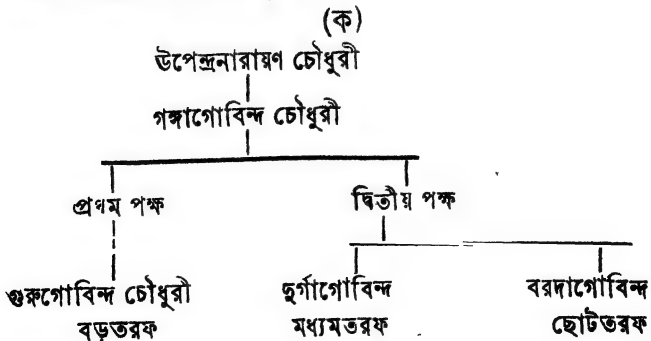 (ক)
উপেন্দ্রনারায়ণ চৌধুরী
গঙ্গাগোবিন্দ চৌধুরী
প্রথম পক্ষ দ্বিতীয় পক্ষ
গুরুগোবিন্দ চৌধুরী দুর্গাগোবিন্দ বরদাগোবিন্দ
বড়তরফ মধ্যমতরফ ছোটতরফ